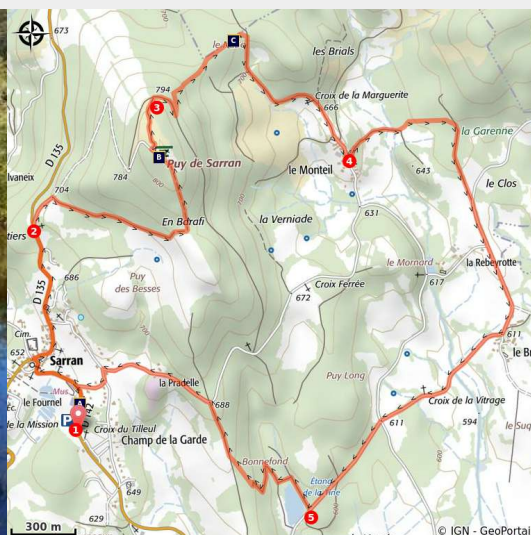 673
le
C
les Brials
700
794
3
666
Croix de la Marguerite
D 135
la Garenne
B
Puy de Sarran
4
643
le Monteil
784
800
704
le Clos
En Barafi
la Verniade
631
2
tiers
le Mornard
la Rebeyrotte
D 135
686
Puy
des Besses
Croix Ferrée
617
672
Cim.
611
652
Sarran
Puy Long
la Pradelle
Mus.
le Fournel
A
688
Croix de la Vitrage
P
de la Mission
1
D 142
Croix du Tilleul
611
594
Champ de la Garde
Bonnefond
649
Étang
629
5
600
300 m
© IGN - GeoPortai